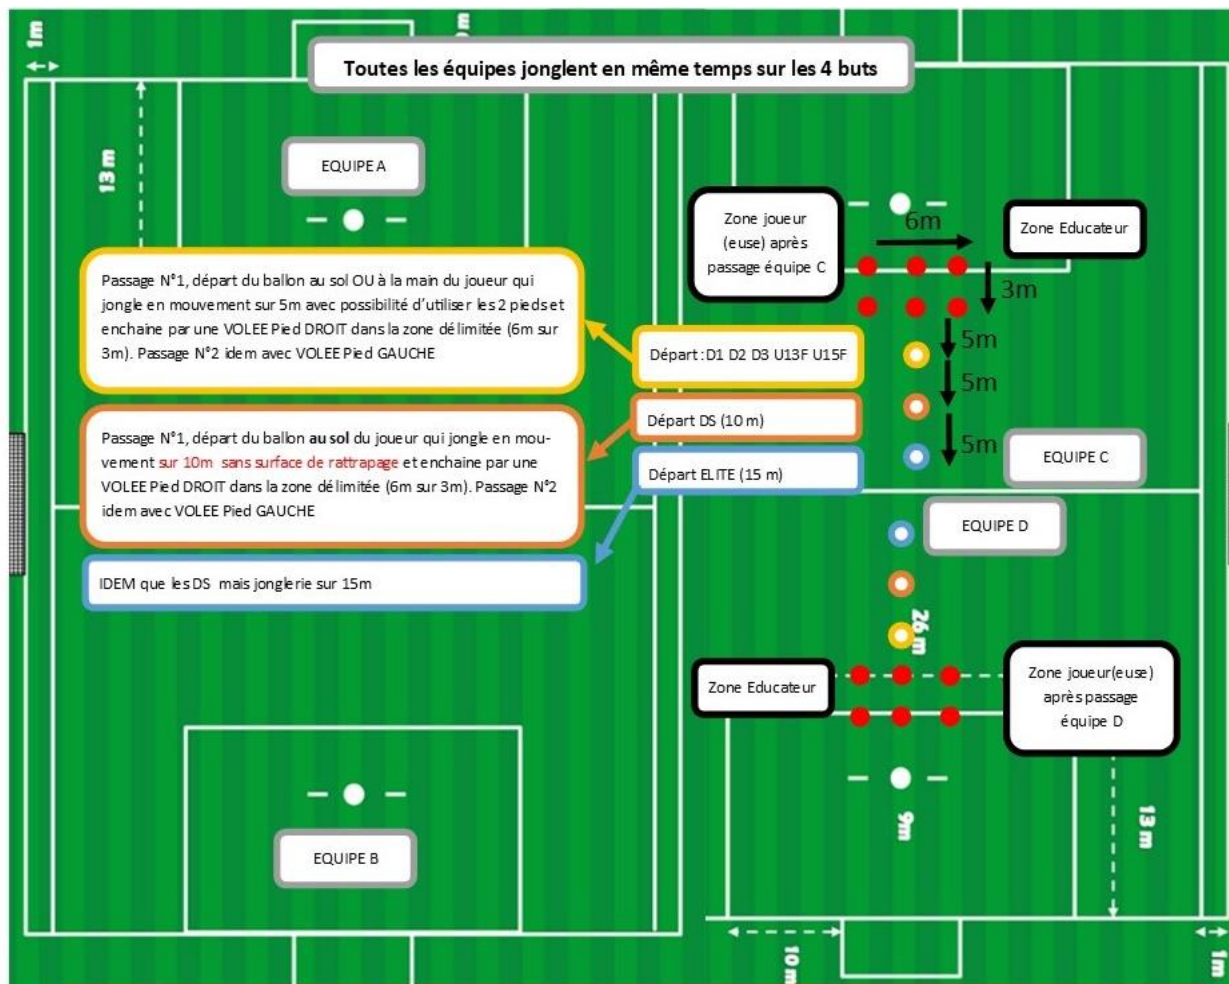 1m
m
Toutes les équipes jonglent en même temps sur les 4 buts
13 m
EQUIPE A
Zone joueur
(euse) après
passage équipe C
6m
Zone Educateur
3m
Passage N°1, départ du ballon au sol OU à la main du joueur qui
jongle en mouvement sur 5m avec possibilité d'utiliser les 2 pieds et
enchaine par une VOLEE Pied DROIT dans la zone délimitée (6m sur
3m). Passage N°2 idem avec VOLEE Pied GAUCHE
Départ : D1 D2 D3 U13F U15F
5m
5m
5m
Passage N°1, départ du ballon au sol du joueur qui jongle en mou-
vement sur 10m sans surface de rattrapage et enchaine par une
VOLEE Pied DROIT dans la zone délimitée (6m sur 3m). Passage N°2
idem avec VOLEE Pied GAUCHE
Départ DS (10 m)
Départ ELITE (15 m)
EQUIPE C
EQUIPE D
IDEM que les DS mais jonglerie sur 15m
26 m
Zone Educateur
Zone joueur(euse)
après passage
équipe D
9m
13 m
EQUIPE B
10 m
1m